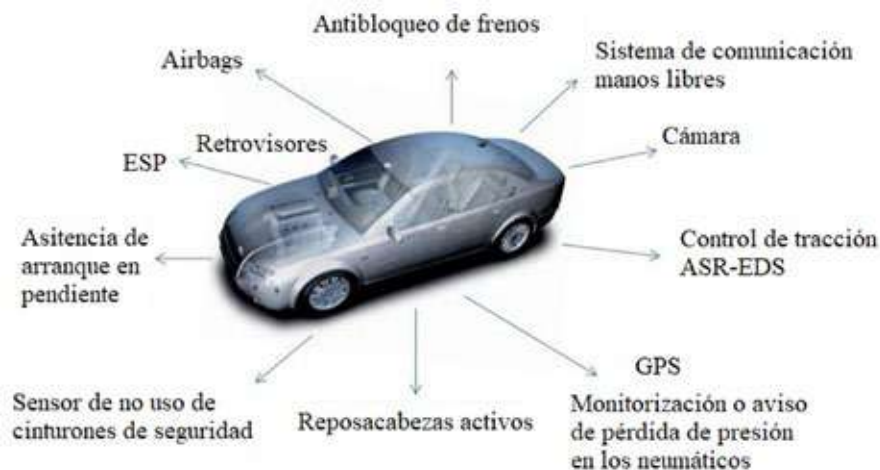 Antibloqueo de frenos
Airbags
Sistema de comunicación
manos libres
Retrovisores
Cámara
ESP
Asitencia de
arranque en
pendiente
Control de tracción
ASR-EDS
GPS
Sensor de no uso de
cinturones de seguridad
Reposacabezas activos
Monitorización o aviso
de pérdida de presión
en los neumáticos